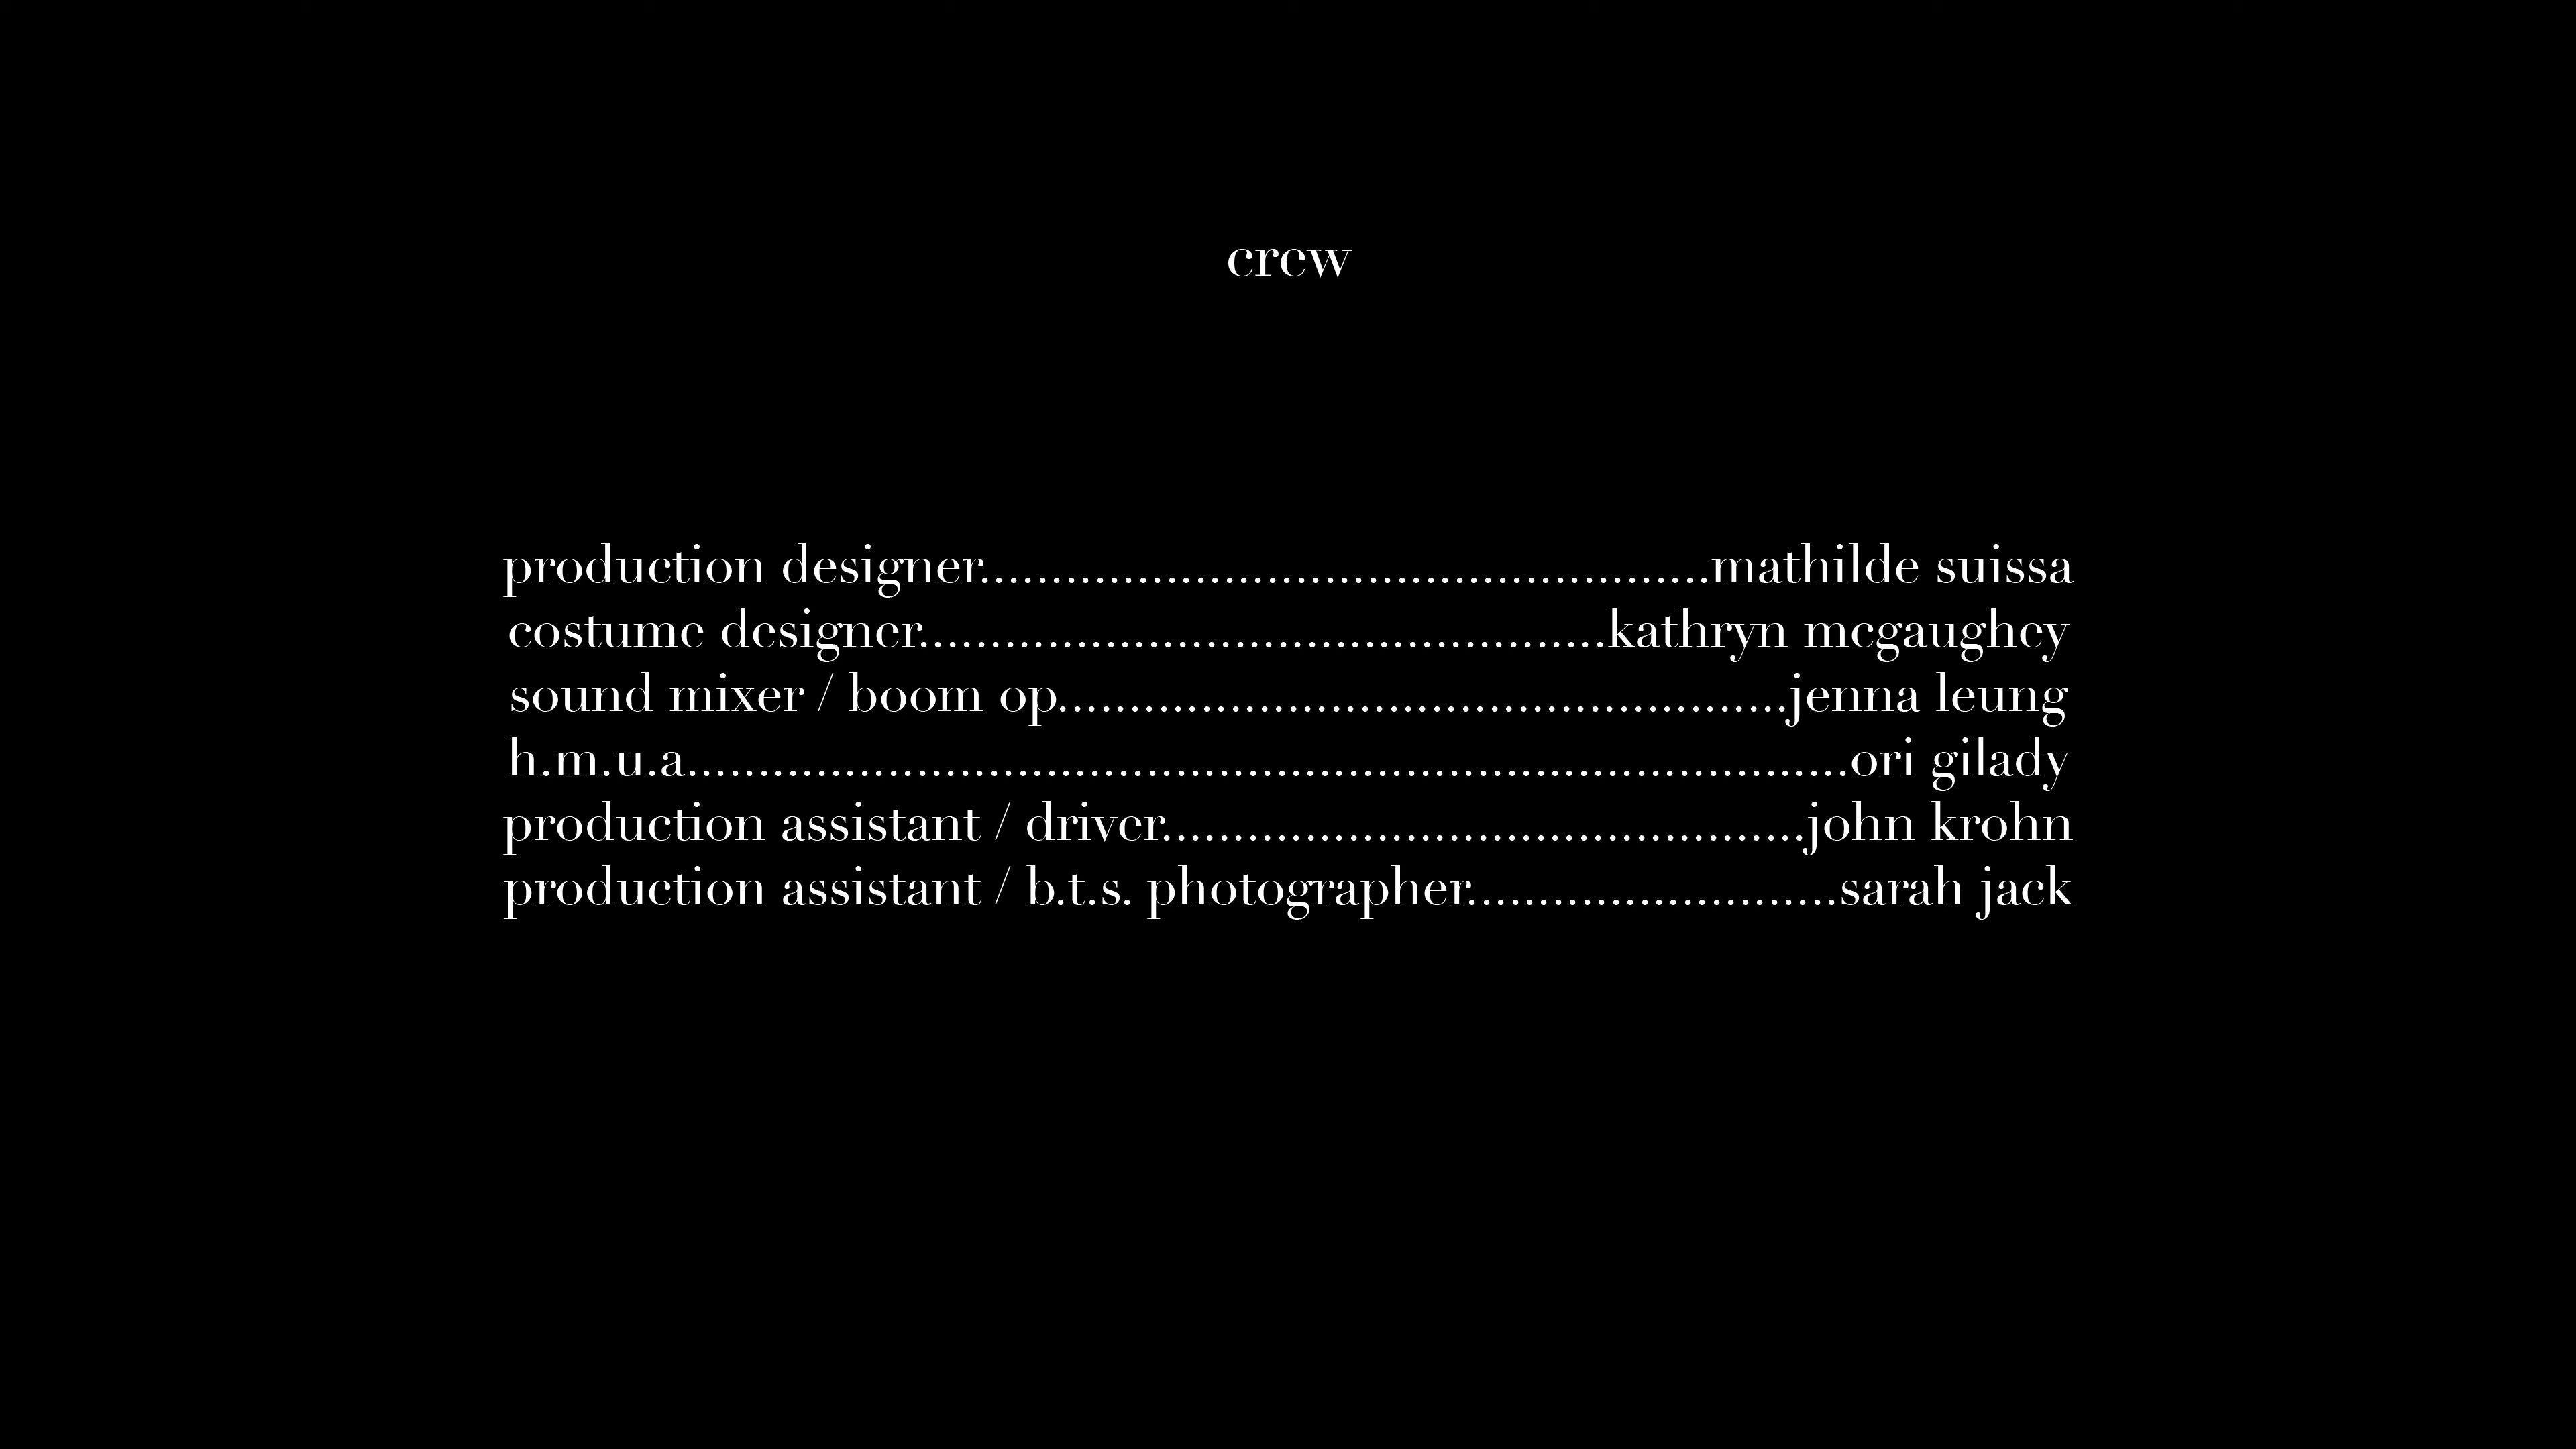 crew
production designer...................................................mathilde suissa
costume designer................................................kathryn mcgaughey
sound mixer / boom op...................................................jenna leung
h.m.u.a.................................................................................ori gilady
production assistant / driver.............................................john krohn
production assistant / b.t.s. photographer..........................sarah jack